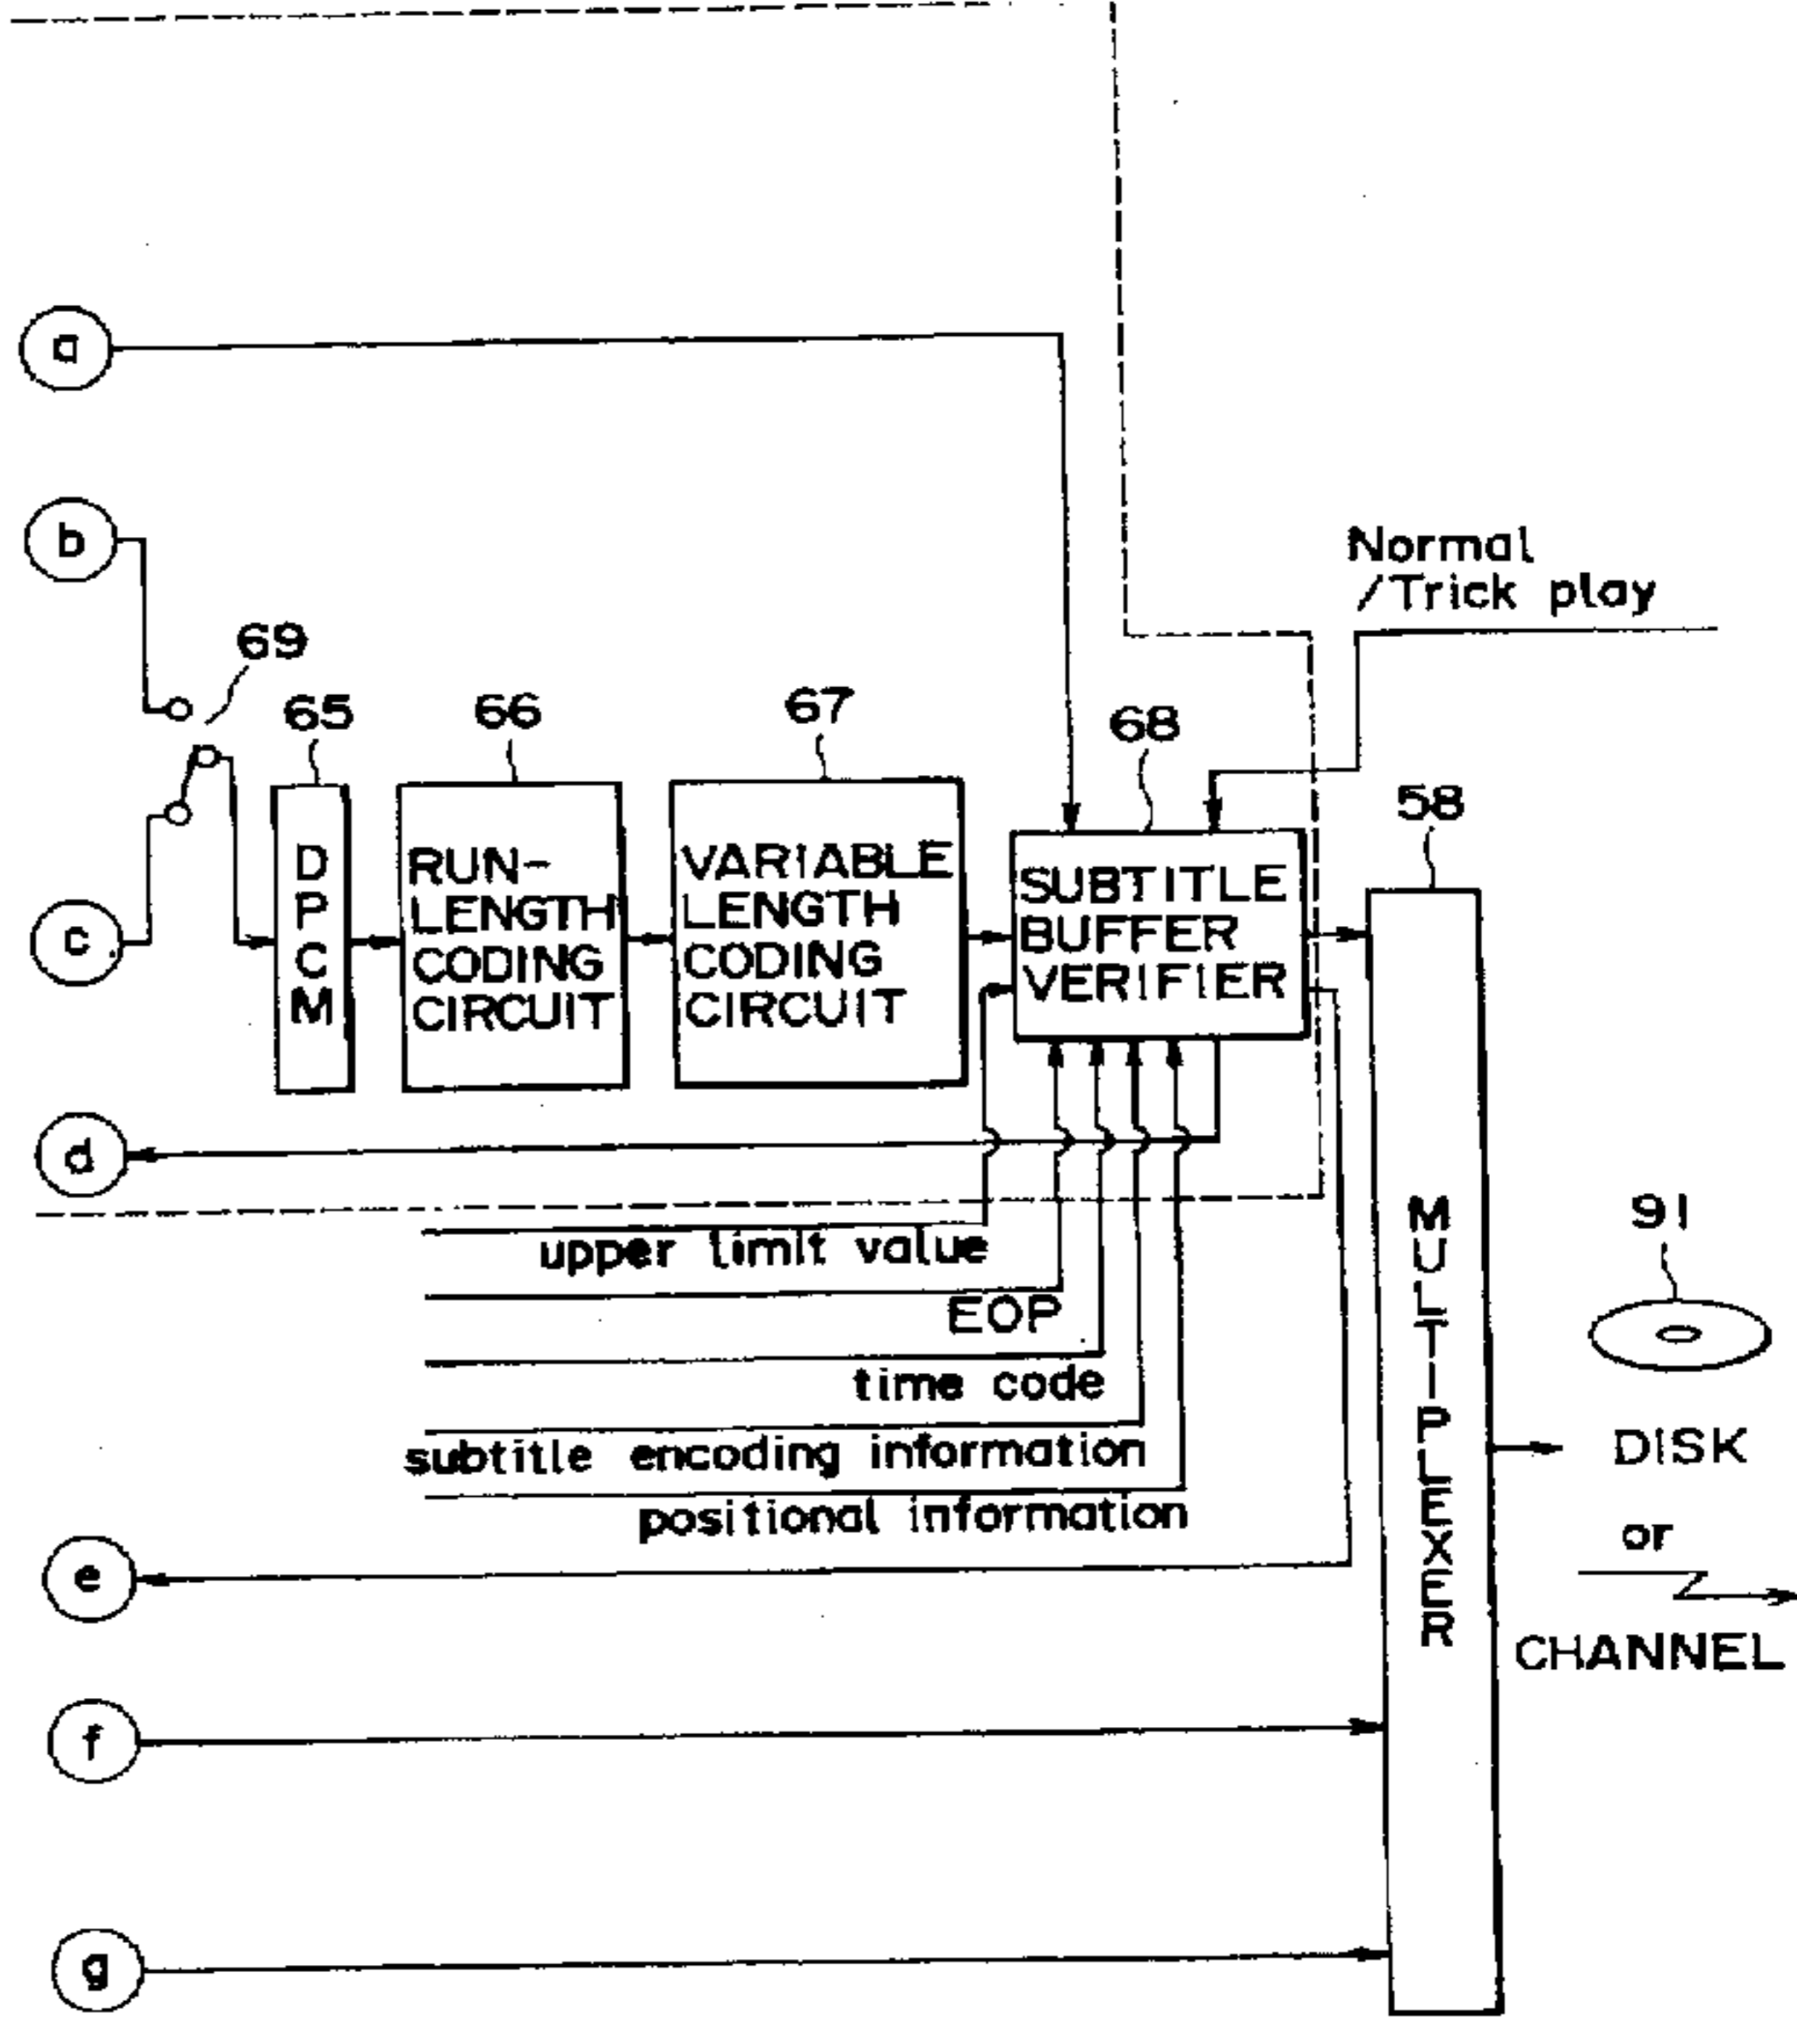 a
b
Normal
/Trick play
69
65
66
67
68
58
DPCM
RUN-
LENGTH
CODING
CIRCUIT
VARIABLE
LENGTH
CODING
CIRCUIT
SUBTITLE
BUFFER
VERIFIER
c
d
upper limit value
EOP
time code
subtitle encoding information
positional information
MULTIPLEXER
91
DISK
or
CHANNEL
e
f
g